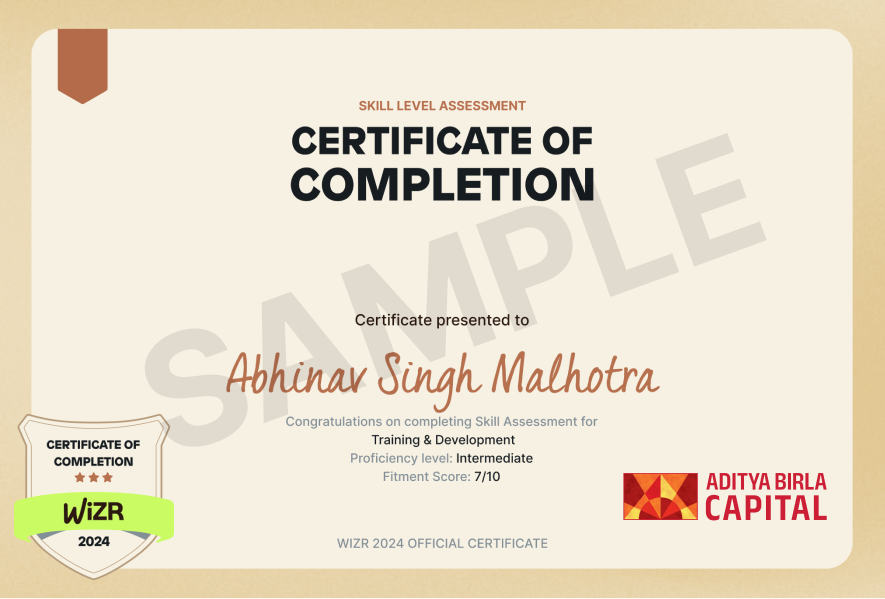 SKILL LEVEL ASSESSMENT
CERTIFICATE OF
COMPLETION
SAMPLE
Certificate presented to
Abhinav Singh Malhotra
Congratulations on completing Skill Assessment for
Training & Development
Proficiency level: Intermediate
Fitment Score: 7/10
CERTIFICATE OF
COMPLETION
WiZR
2024
ADITYA BIRLA
CAPITAL
WIZR 2024 OFFICIAL CERTIFICATE